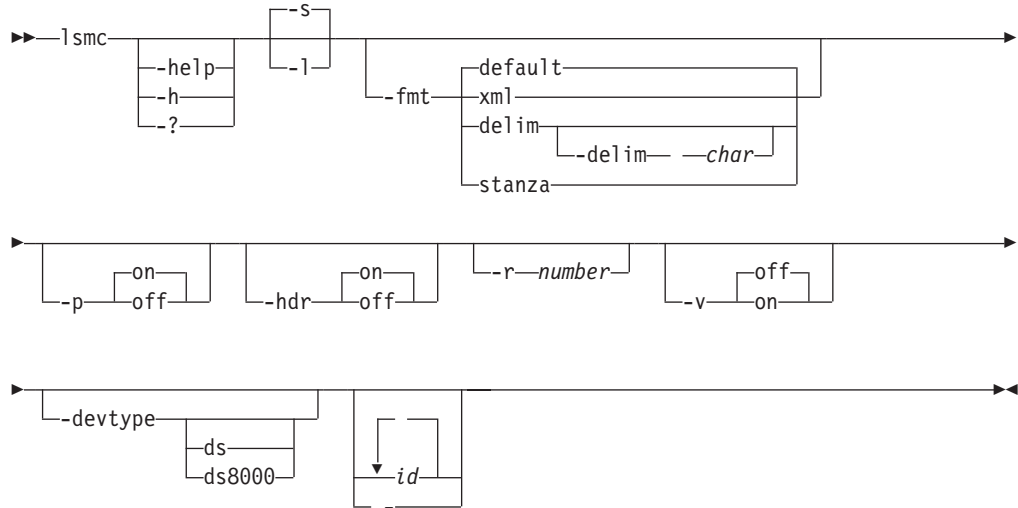 -s
lsmc
-help -l default
-h -fmt xml
-? delim
-delim char
stanza
on on -r number off
-p off -hdr off -v on
-devtype
ds
ds8000 id
-